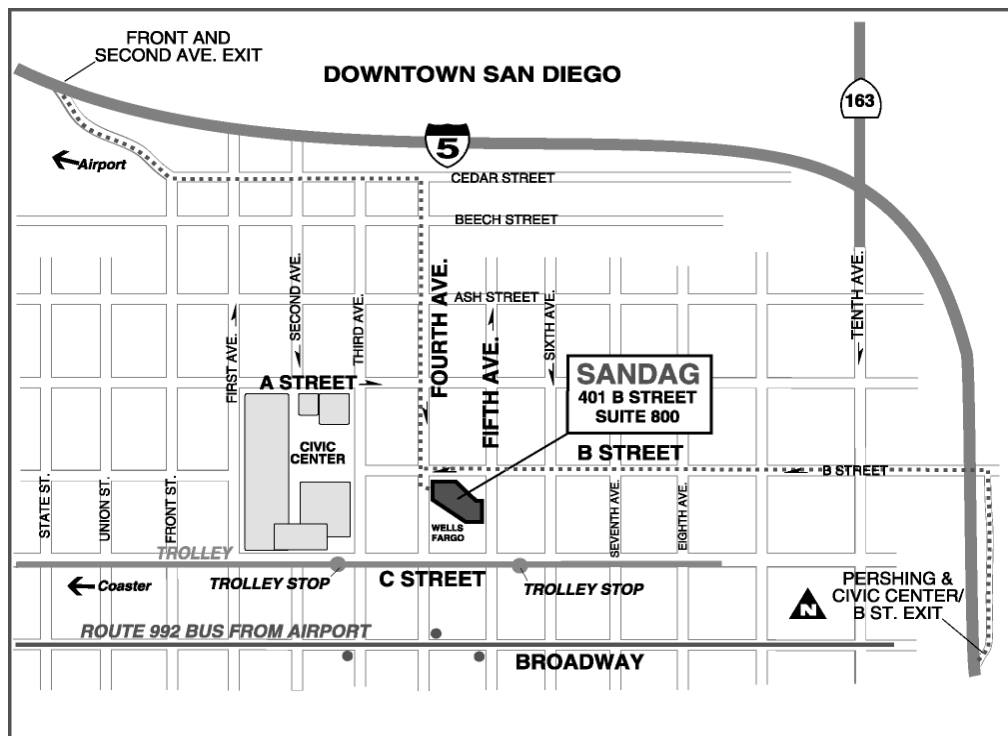 FRONT AND
SECOND AVE. EXIT
DOWNTOWN SAN DIEGO
163
5
Airport
CEDAR STREET
BEECH STREET
ASH STREET
FIRST AVE.
SECOND AVE.
THIRD AVE.
FOURTH AVE.
FIFTH AVE.
SIXTH AVE.
TENTH AVE.
A STREET
SANDAG
401 B STREET
SUITE 800
CIVIC
CENTER
B STREET
B STREET
STATE ST.
UNION ST.
FRONT ST.
WELLS
FARGO
SEVENTH AVE.
EIGHTH AVE.
TROLLEY
TROLLEY STOP
C STREET
TROLLEY STOP
Coaster
N
PERSHING &
CIVIC CENTER/
B ST. EXIT
ROUTE 992 BUS FROM AIRPORT
BROADWAY